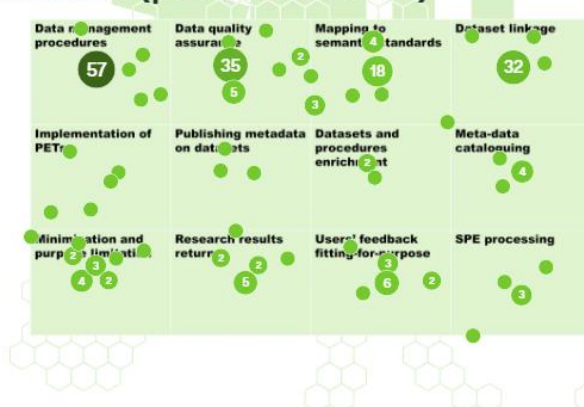 Data management
procedures
57
Data quality
assurance
35
5
2
3
Mapping to
semantic standards
4
18
Dataset linkage
32
Implementation of
PETs
Publishing metadata
on datasets
Datasets and
procedures
enrichment
2
Meta-data
cataloguing
4
Minimisation and
purpose limitation
2
3
4
2
Research results
return
2
2
5
Users' feedback
fitting-for-purpose
3
6
2
SPE processing
3